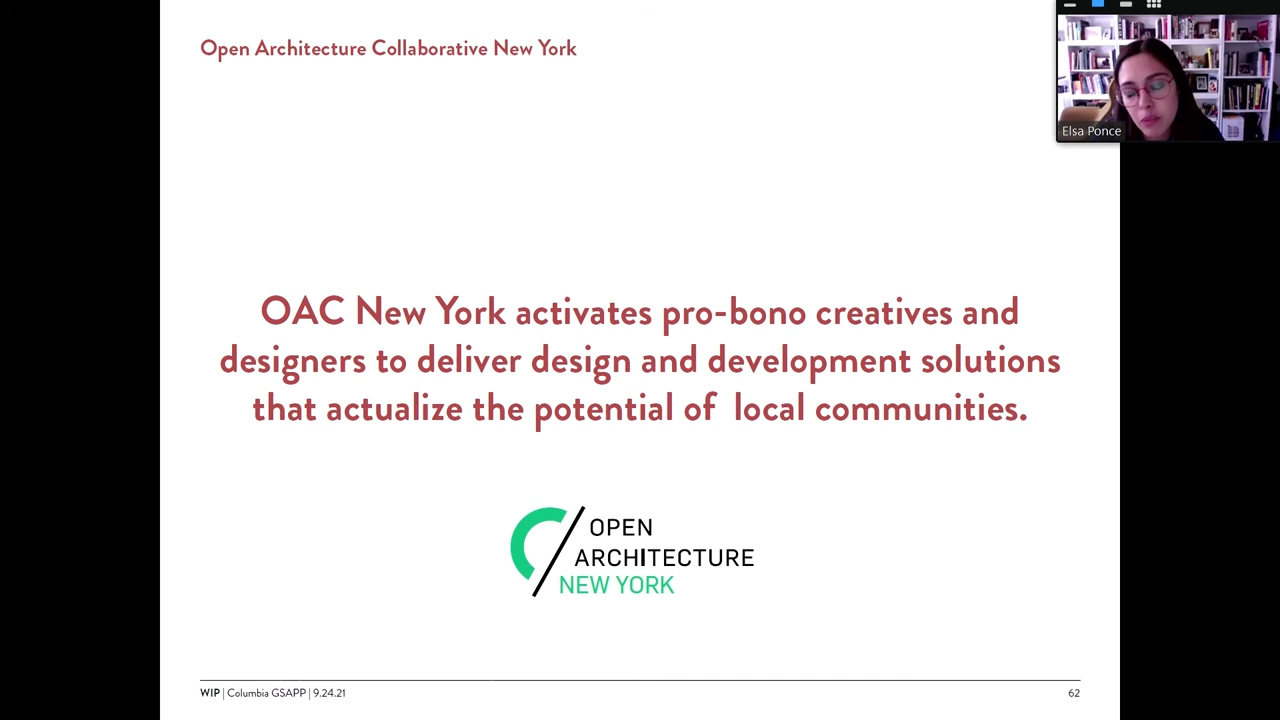 Open Architecture Collaborative New York
Elsa Ponce
OAC New York activates pro-bono creatives and
designers to deliver design and development solutions
that actualize the potential of local communities.
OPEN
ARCHITECTURE
NEW YORK
WIP | Columbia GSAPP | 9.24.21
62